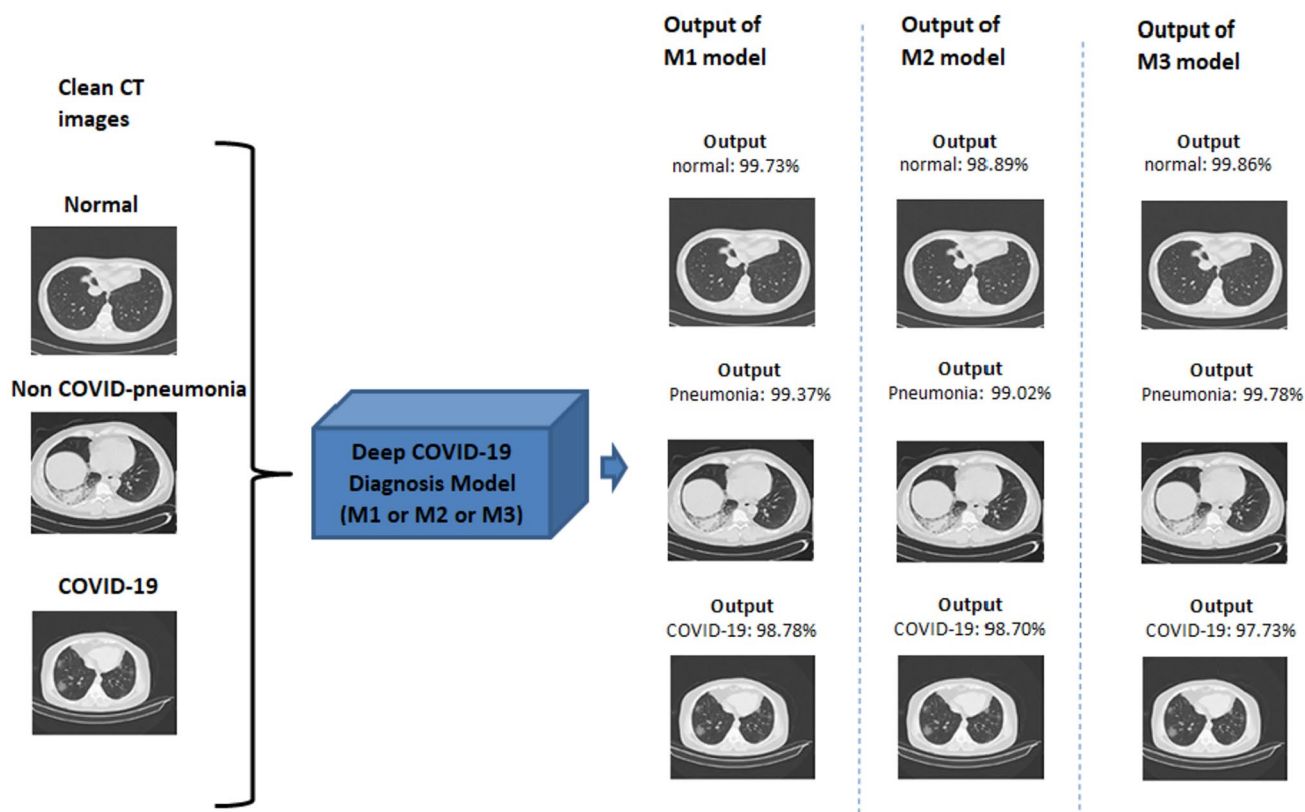 Clean CT
images
Normal
Non COVID-pneumonia
COVID-19
Deep COVID-19
Diagnosis Model
(M1 or M2 or M3)
Output of
M1 model
Output
normal: 99.73%
Output
Pneumonia: 99.37%
Output
COVID-19: 98.78%
Output of
M2 model
Output
normal: 98.89%
Output
Pneumonia: 99.02%
Output
COVID-19: 98.70%
Output of
M3 model
Output
normal: 99.86%
Output
Pneumonia: 99.78%
Output
COVID-19: 97.73%